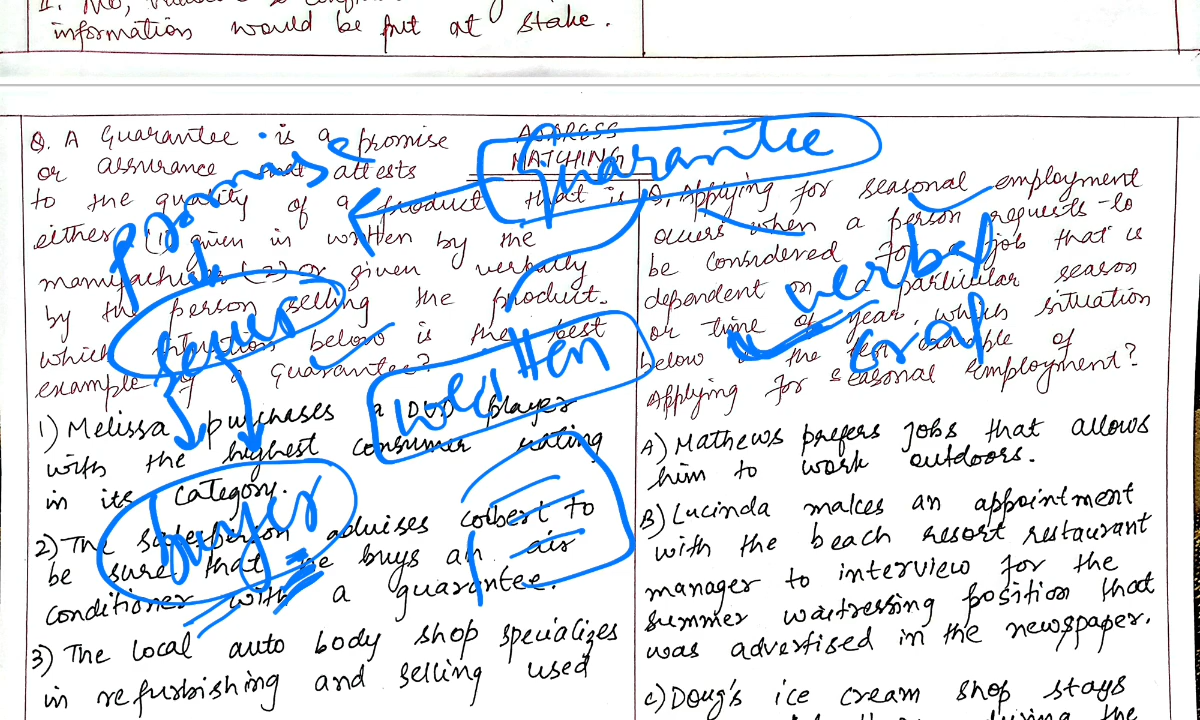 information would be put at stake.
Q. A Guarantee is a promise
or assurance that attests
to the quality of a product that is
either (1) given in written by the
manufacturer (2) or given verbally
by the person selling the product.
which situation below is the best
example of a Guarantee?
1) Melissa purchases a DVD player
with the highest consumer rating
in its category.
2) The salesperson advises Colbert to
be sure that he buys an air
conditioner with a guarantee.
3) The local auto body shop specializes
in refurbishing and selling used
ADDRESS
MATCHING
Q. Applying for seasonal employment
occurs when a person requests to
be considered for a job that is
dependent on a particular season
or time of year. which situation
below is the best example of
Applying for seasonal employment?
A) Mathews prefers jobs that allows
him to work outdoors.
B) Lucinda makes an appointment
with the beach resort restaurant
manager to interview for the
summer waitressing position that
was advertised in the newspaper.
C) Doug's ice cream shop stays
the
Guarantee
promise
verbal
oral
written
buyer